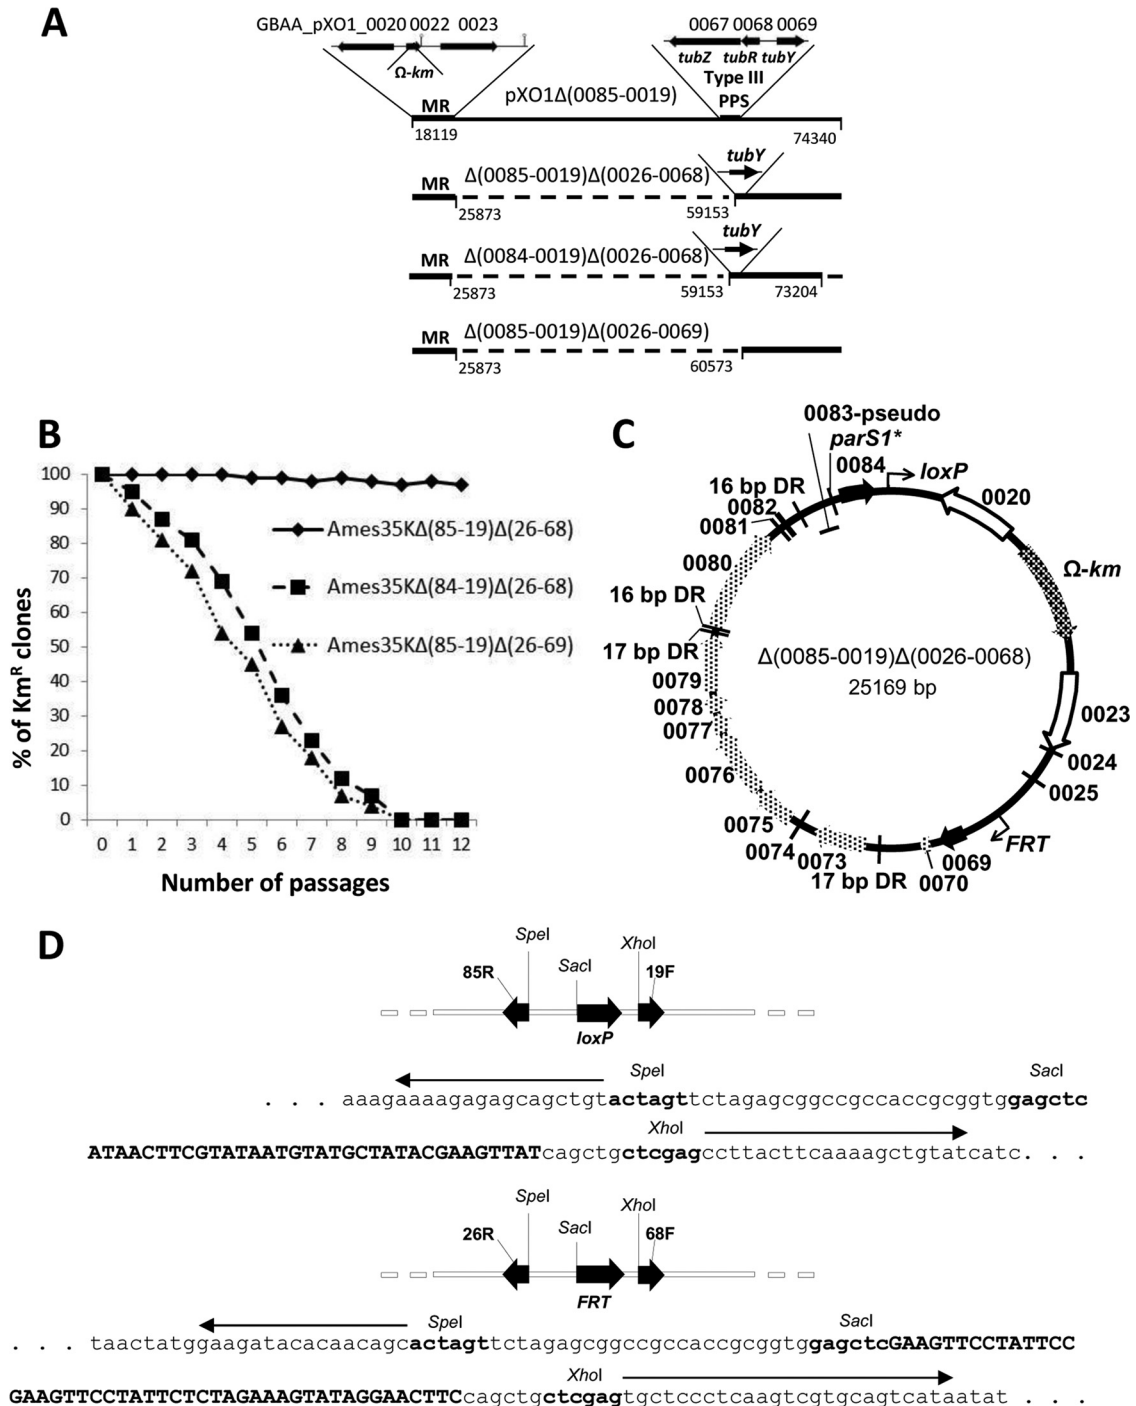 A
GBAA_pXO1_0020 0022 0023
0067 0068 0069
Ω-km
tubZ tubR tubY
Type III
PPS
MR
pXO1Δ(0085-0019)
18119
74340
tubY
MR
Δ(0085-0019)Δ(0026-0068)
25873
59153
tubY
MR
Δ(0084-0019)Δ(0026-0068)
25873
59153
73204
MR
Δ(0085-0019)Δ(0026-0069)
25873
60573
B
% of KmR clones
100
90
80
70
60
50
40
30
20
10
0
0 1 2 3 4 5 6 7 8 9 10 11 12
Number of passages
Ames35KΔ(85-19)Δ(26-68)
Ames35KΔ(84-19)Δ(26-68)
Ames35KΔ(85-19)Δ(26-69)
C
0083-pseudo
parS1*
0084
loxP
0020
16 bp DR
0082
0081
0080
Ω-km
16 bp DR
17 bp DR
Δ(0085-0019)Δ(0026-0068)
25169 bp
0079
0078
0077
0076
0023
0024
0025
0075
0074
0073
17 bp DR
0070
0069
FRT
D
SpeI
XhoI
SacI
85R
19F
loxP
SpeI
SacI
. . . aaagaaaagagagcagctgtactagttctagagcggccgccaccgcggtggagctc
XhoI
ATAACTTCGTATAATGTATGCTATACGAAGTTATcagctgctcgagccttacttcaaaagctgtatcatc. . .
SpeI
XhoI
SacI
26R
68F
FRT
SpeI
SacI
. . . taactatggaagatacacacaacagcactagttctagagcggccgccaccgcggtggagctcGAAGTTCCTATTCC
XhoI
GAAGTTCCTATTCTCTAGAAAGTATAGGAACTTCcagctgctcgagtgctccctcaagtcgtgcagtcataatat . . .